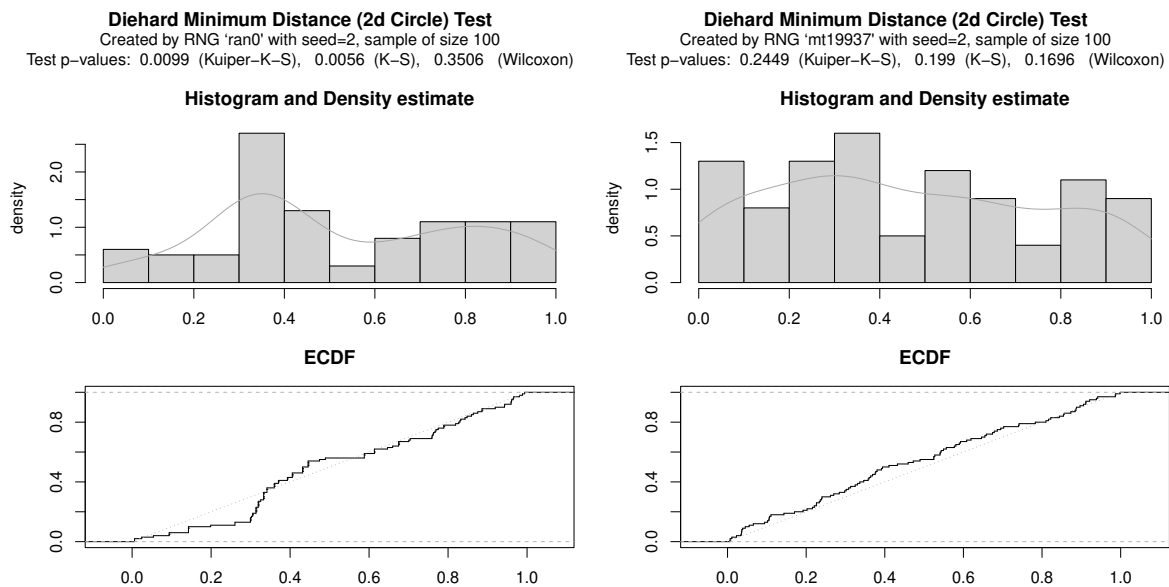 Diehard Minimum Distance (2d Circle) Test
Created by RNG ‘ran0’ with seed=2, sample of size 100
Test p-values: 0.0099 (Kuiper-K-S), 0.0056 (K-S), 0.3506 (Wilcoxon)
Histogram and Density estimate
density
0.0 1.0 2.0
0.0 0.2 0.4 0.6 0.8 1.0
ECDF
0.0 0.4 0.8
0.0 0.2 0.4 0.6 0.8 1.0
Diehard Minimum Distance (2d Circle) Test
Created by RNG ‘mt19937’ with seed=2, sample of size 100
Test p-values: 0.2449 (Kuiper-K-S), 0.199 (K-S), 0.1696 (Wilcoxon)
Histogram and Density estimate
density
0.0 0.5 1.0 1.5
0.0 0.2 0.4 0.6 0.8 1.0
ECDF
0.0 0.4 0.8
0.0 0.2 0.4 0.6 0.8 1.0